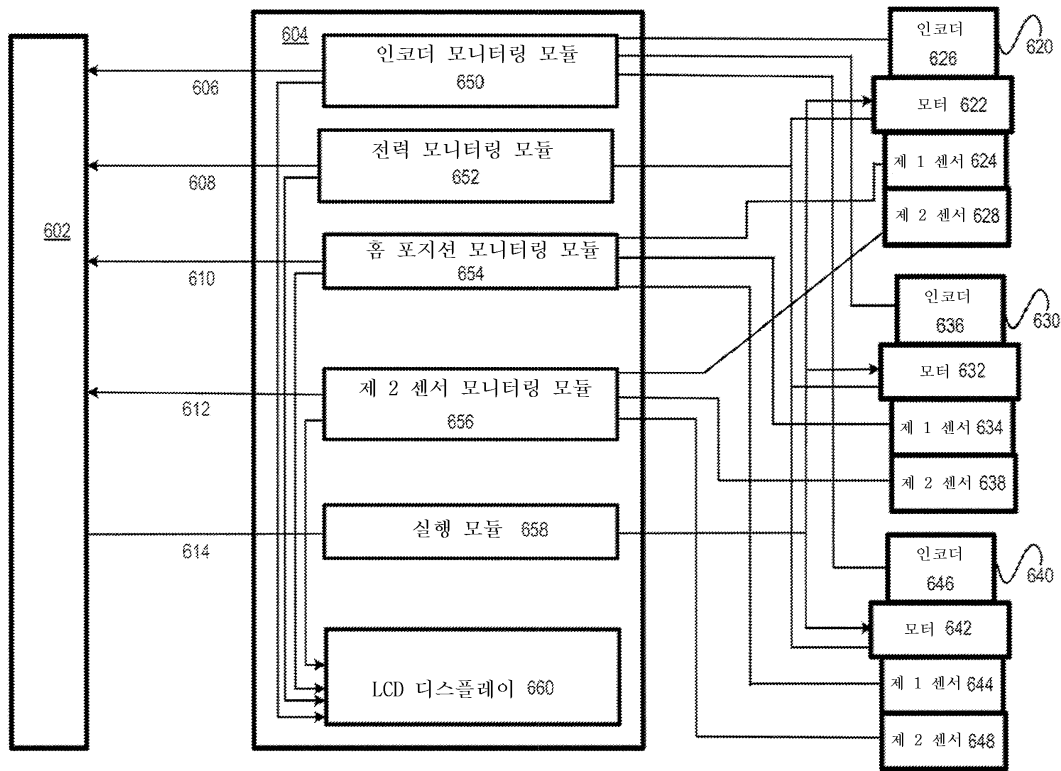 602
606
608
610
612
614
604
인코더 모니터링 모듈
650
전력 모니터링 모듈
652
홈 포지션 모니터링 모듈
654
제 2 센서 모니터링 모듈
656
실행 모듈 658
LCD 디스플레이 660
인코더
626
620
모터 622
제 1 센서 624
제 2 센서 628
인코더
636
630
모터 632
제 1 센서 634
제 2 센서 638
인코더
646
640
모터 642
제 1 센서 644
제 2 센서 648